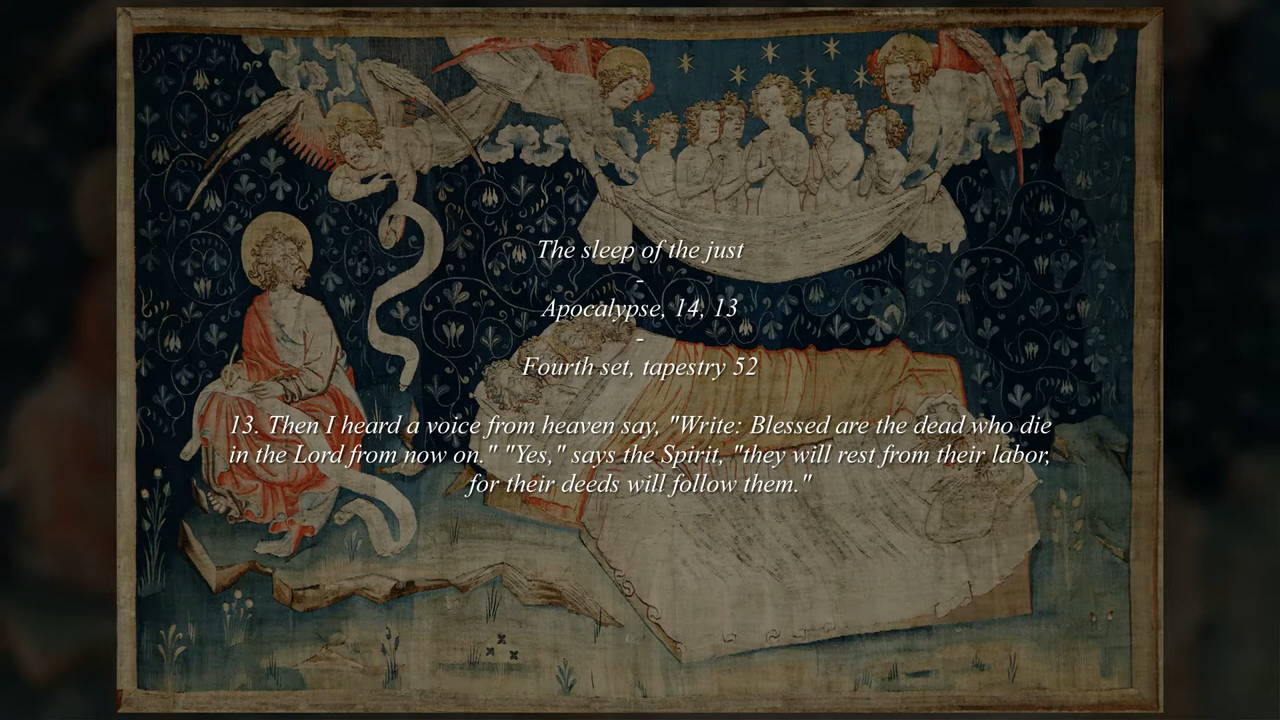 The sleep of the just
-
Apocalypse, 14, 13
-
Fourth set, tapestry 52
13. Then I heard a voice from heaven say, "Write: Blessed are the dead who die
in the Lord from now on." "Yes," says the Spirit, "they will rest from their labor,
for their deeds will follow them."